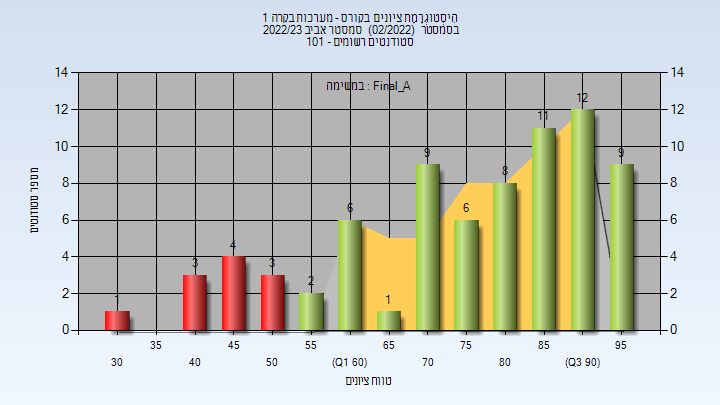 היסטוגרמת ציונים בקורס - מערכות בקרה 1
בסמסטר (02/2022) סמסטר אביב 2022/23
סטודנטים רשומים - 101
במשימה : Final_A
מספר סטודנטים
14 14
12 12
10 10
8 8
6 6
4 4
2 2
0 0
1 3 4 3 2 6 1 9 6 8 11 12 9
35 45 55 65 75 85 95
30 40 50 (Q1 60) 70 80 (Q3 90)
טווח ציונים